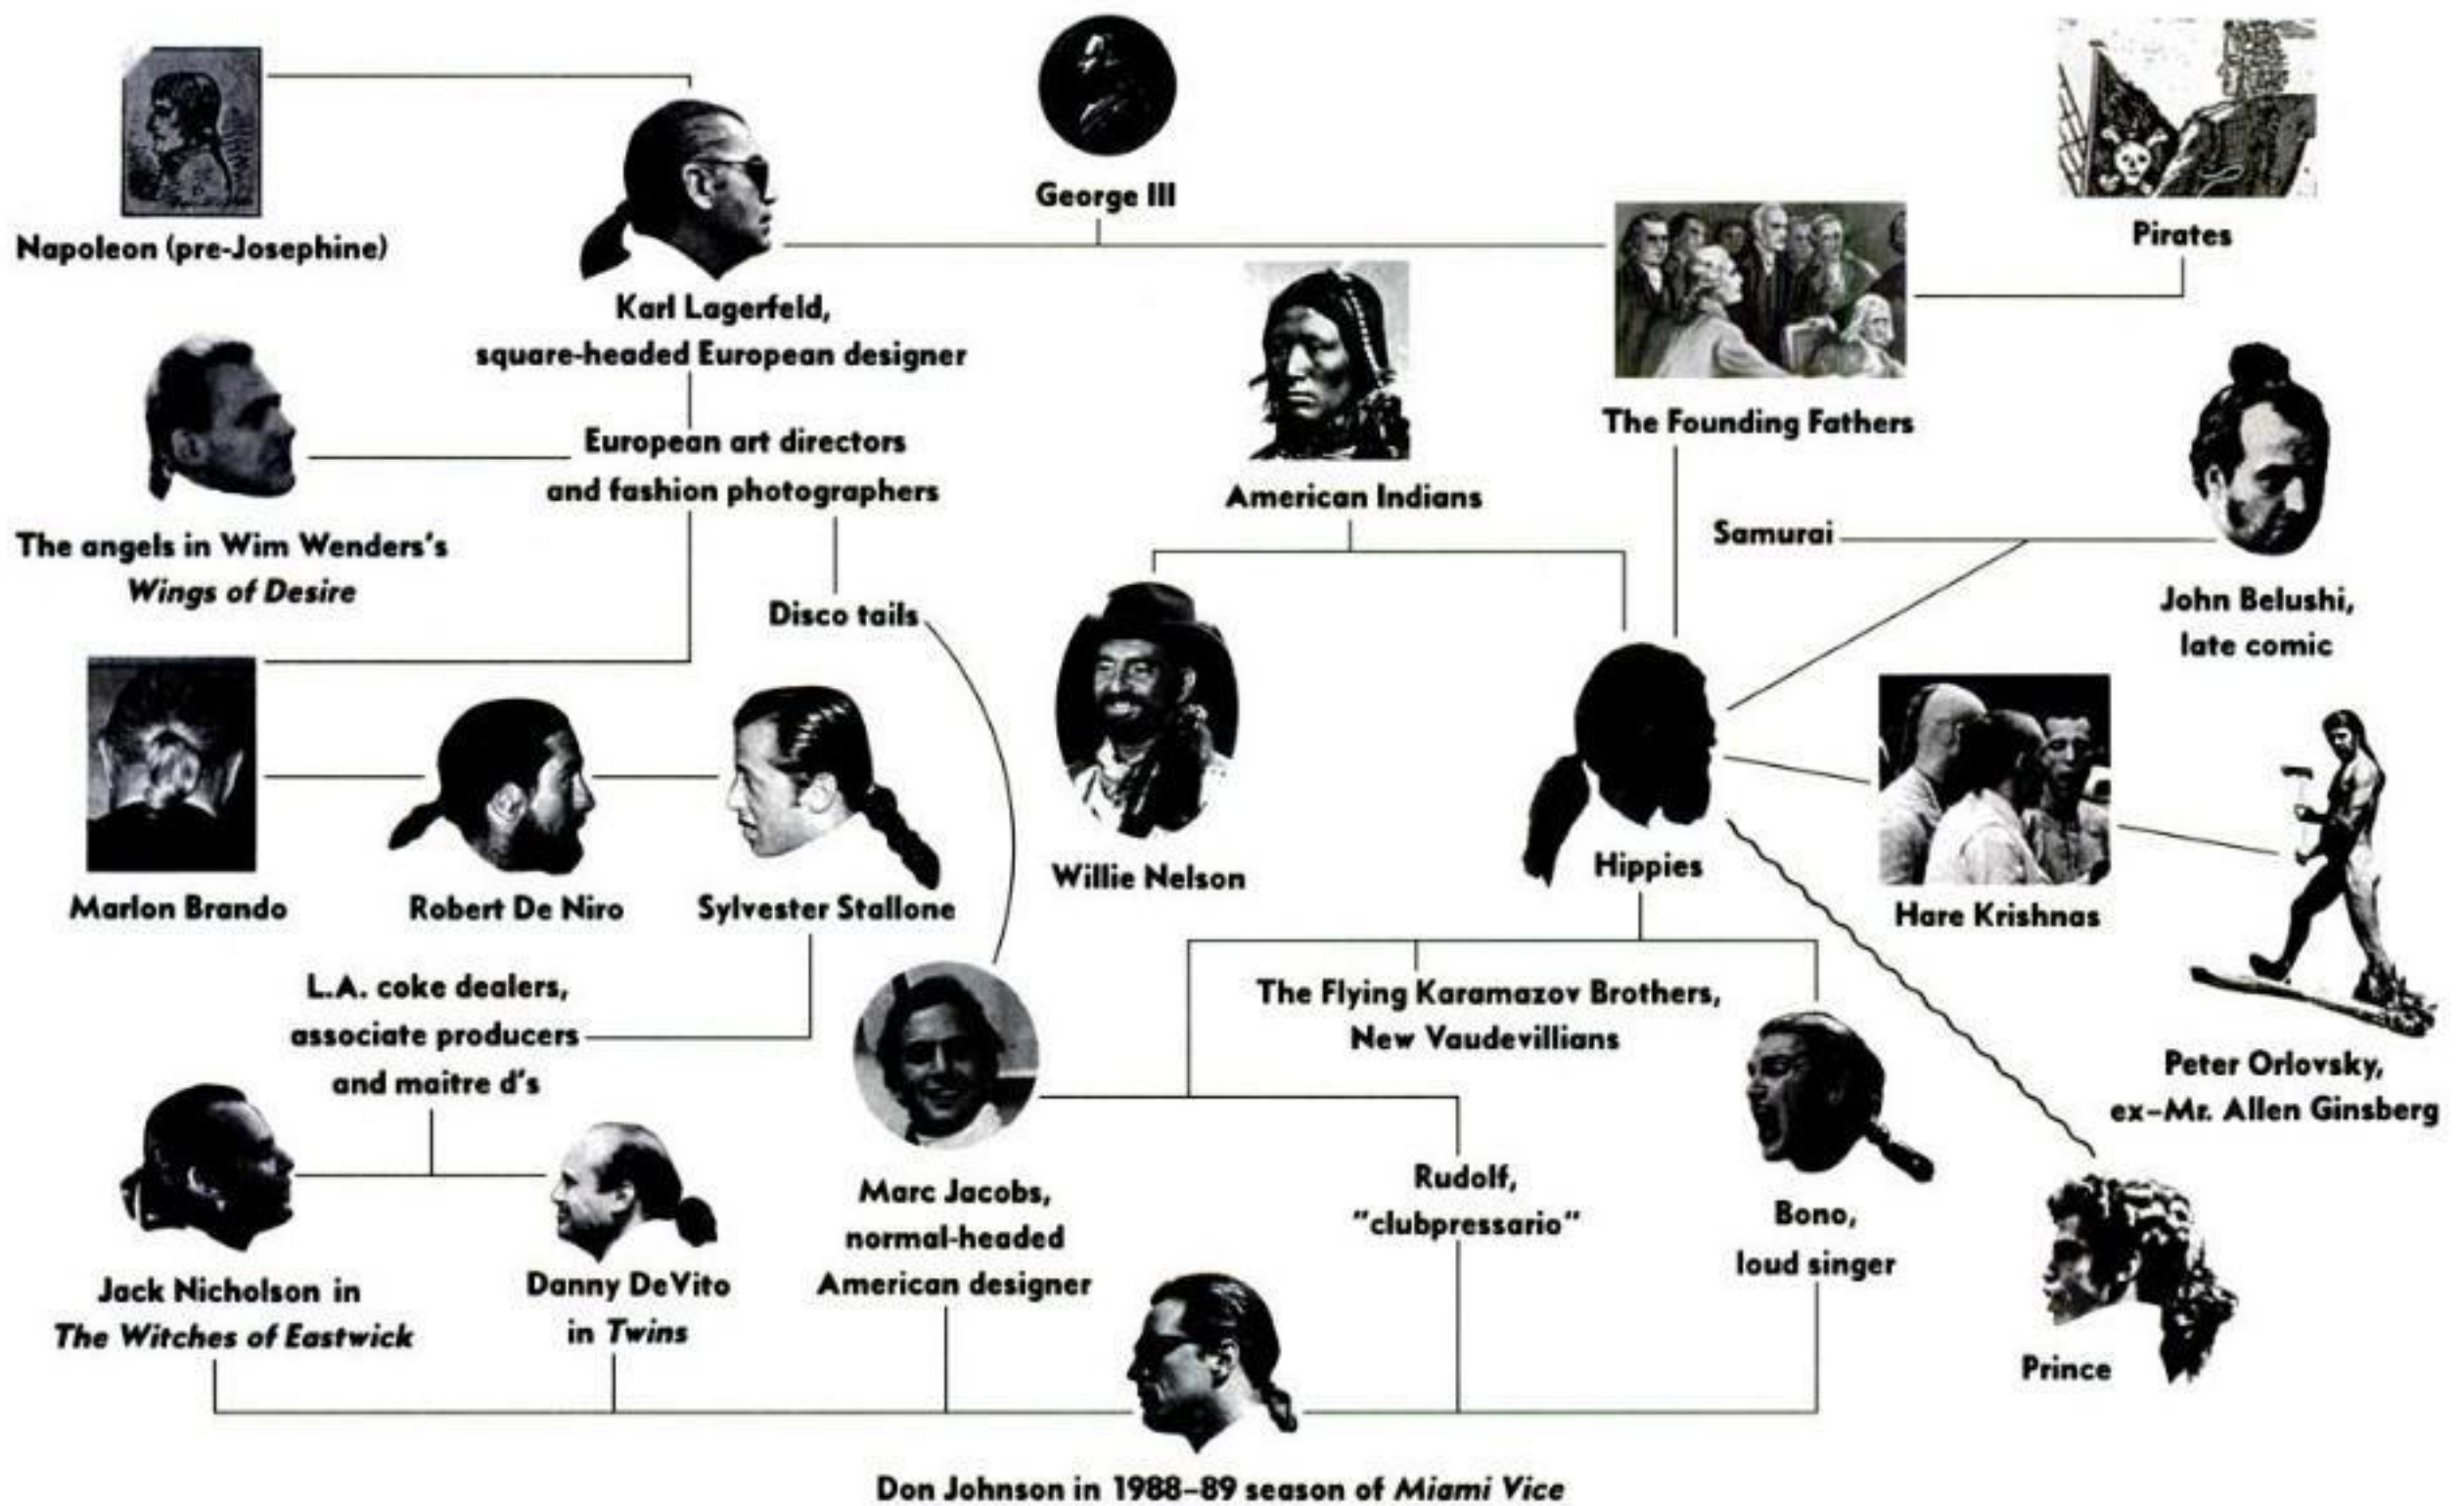 George III
Pirates
Napoleon (pre-Josephine)
Karl Lagerfeld,
square-headed European designer
The Founding Fathers
European art directors
and fashion photographers
American Indians
Samurai
The angels in Wim Wenders's
Wings of Desire
John Belushi,
late comic
Disco tails
Marlon Brando
Robert De Niro
Sylvester Stallone
Willie Nelson
Hippies
Hare Krishnas
L.A. coke dealers,
associate producers
and maitre d's
The Flying Karamazov Brothers,
New Vaudevillians
Peter Orlovsky,
ex-Mr. Allen Ginsberg
Marc Jacobs,
normal-headed
American designer
Rudolf,
"clubpressario"
Bono,
loud singer
Jack Nicholson in
The Witches of Eastwick
Danny DeVito
in Twins
Prince
Don Johnson in 1988–89 season of Miami Vice